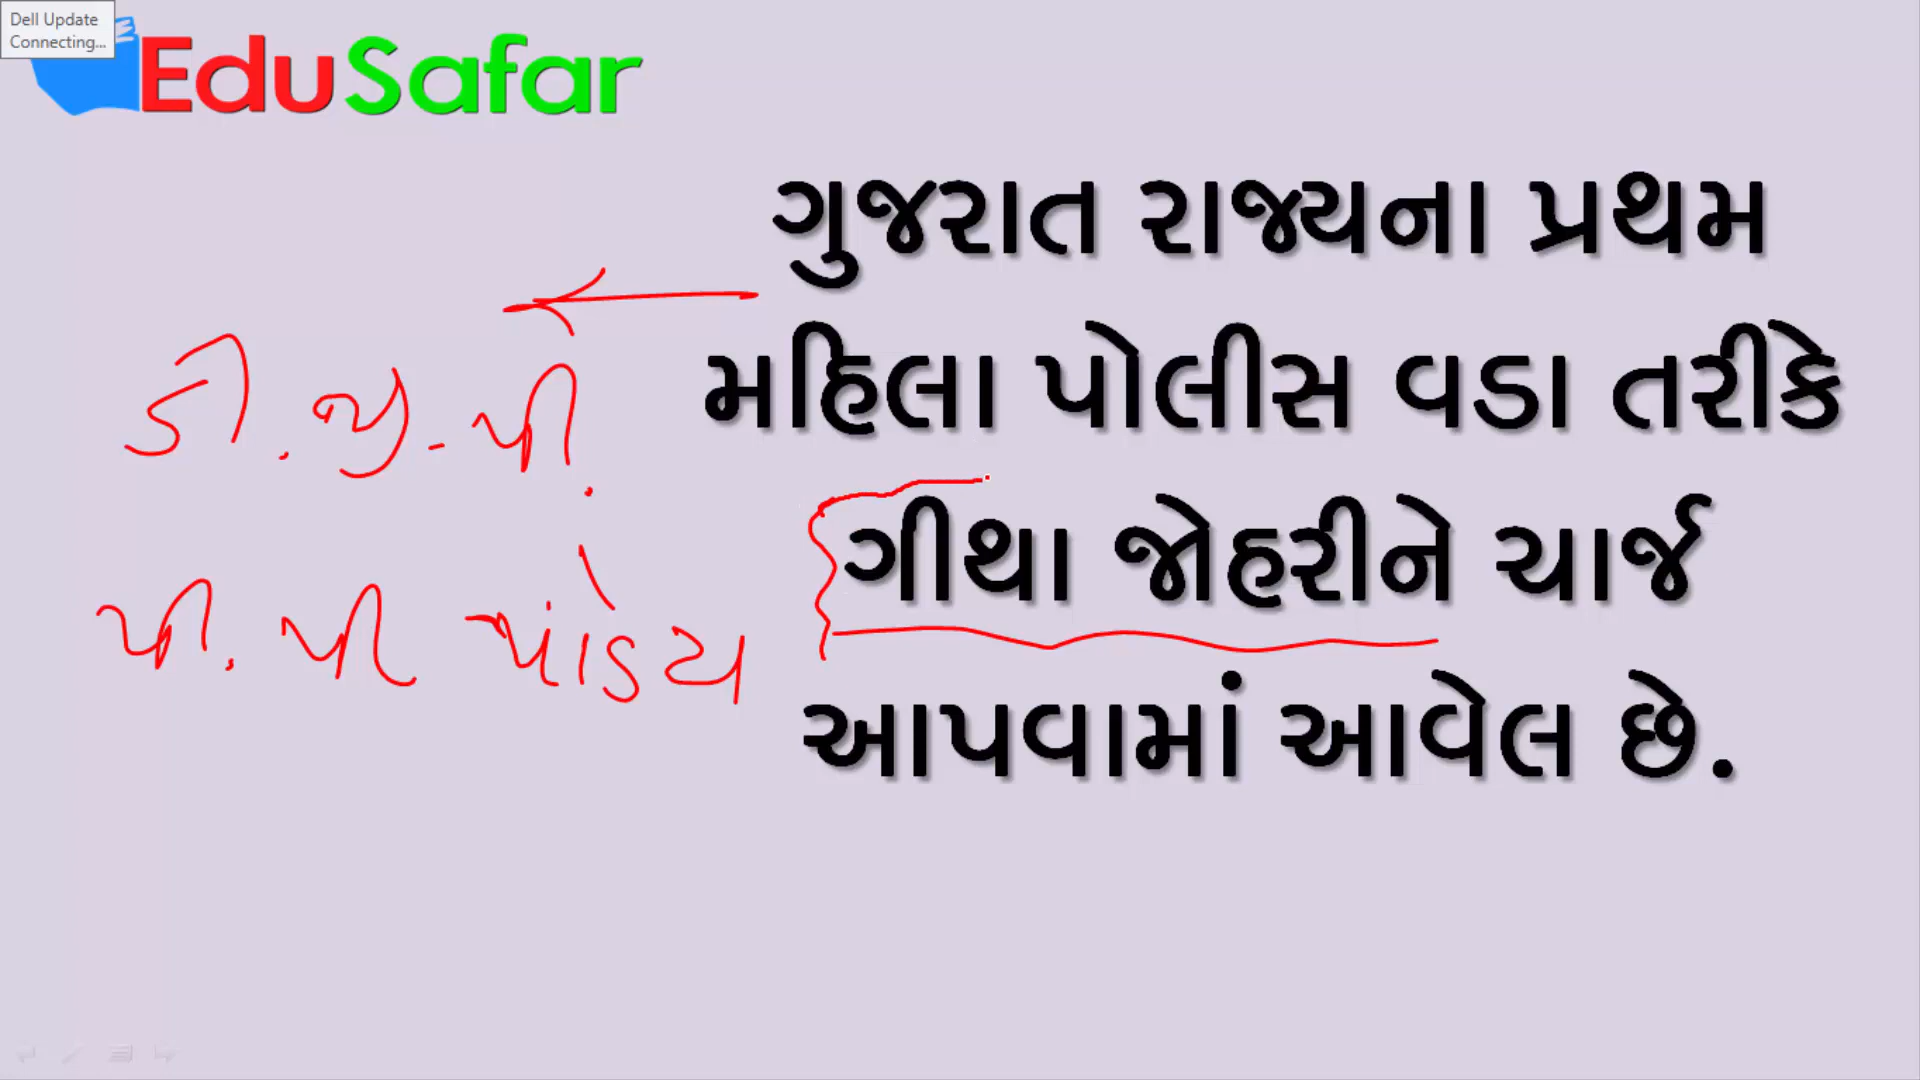 Dell Update
Connecting...
EduSafar
ગુજરાત રાજ્યના પ્રથમ
મહિલા પોલીસ વડા તરીકે
ગીથા જોહરીને ચાર્જ
આપવામાં આવેલ છે.
ડી.જી.પી.
પી. પી પાંડેય